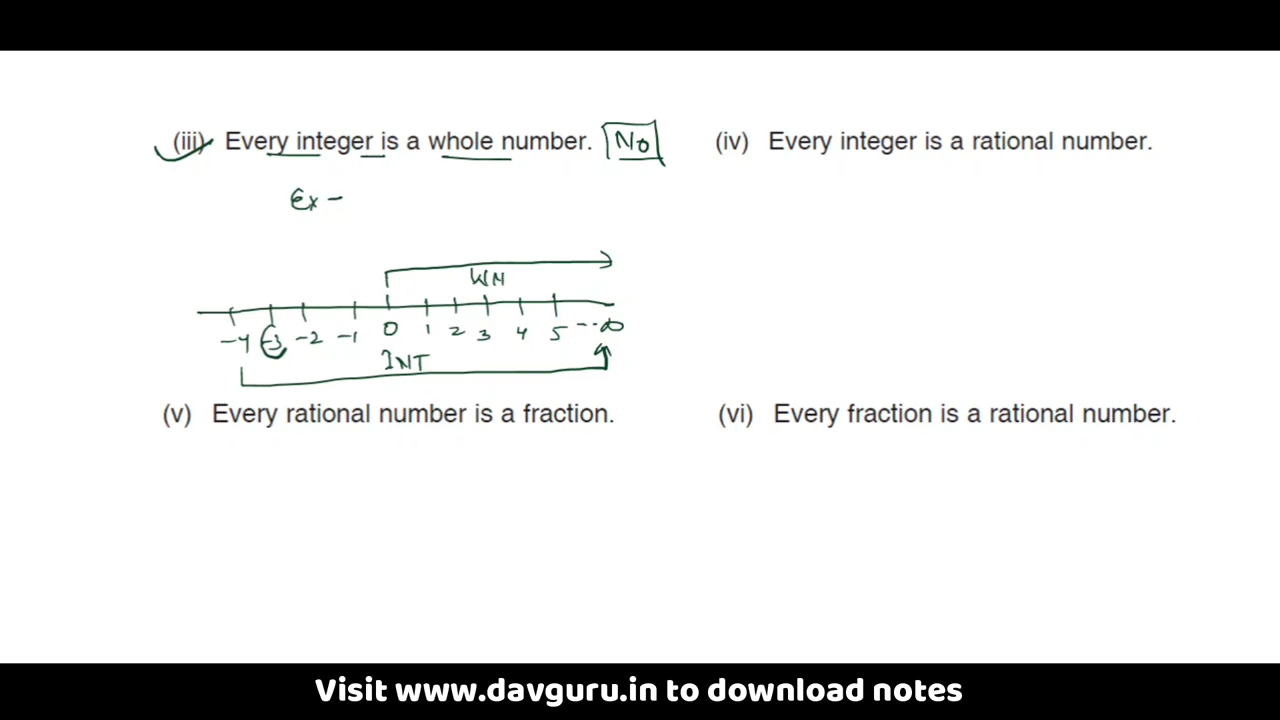 (iii) Every integer is a whole number. No
(iv) Every integer is a rational number.
Ex -
WN
-4 -3 -2 -1 0 1 2 3 4 5 --∞
INT
(v) Every rational number is a fraction.
(vi) Every fraction is a rational number.
Visit www.davguru.in to download notes